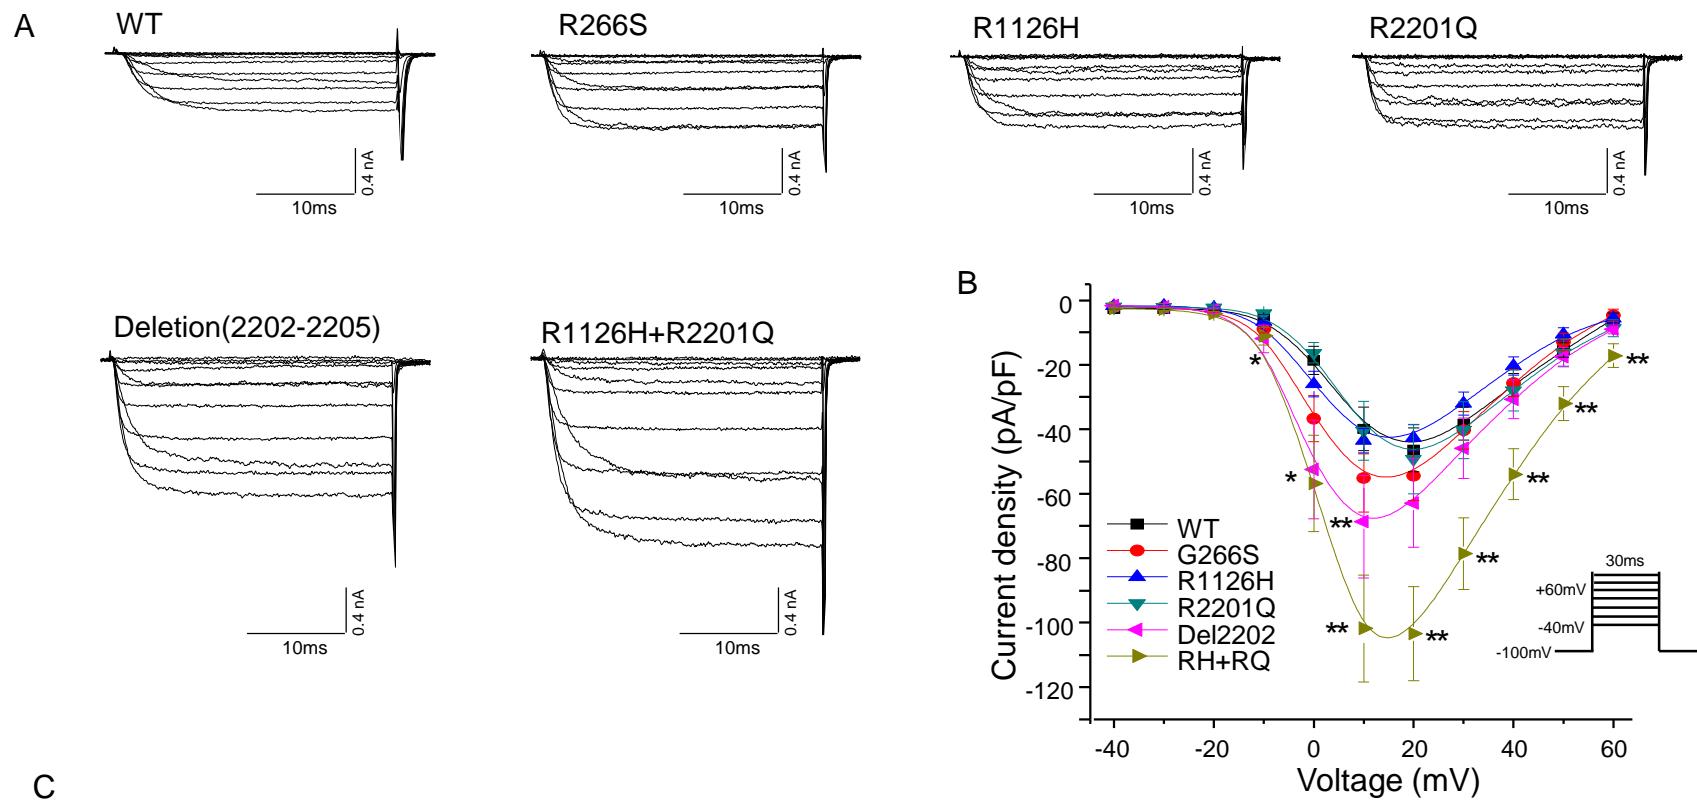 A
WT
R266S
R1126H
R2201Q
0.4 nA
10ms
0.4 nA
10ms
0.4 nA
10ms
0.4 nA
10ms
Deletion(2202-2205)
R1126H+R2201Q
0.4 nA
10ms
0.4 nA
10ms
B
0
-20
-40
-60
-80
-100
-120
Current density (pA/pF)
-40
-20
0
20
40
60
Voltage (mV)
*
*
**
**
**
**
**
**
**
WT
G266S
R1126H
R2201Q
Del2202
RH+RQ
30ms
+60mV
-40mV
-100mV
C